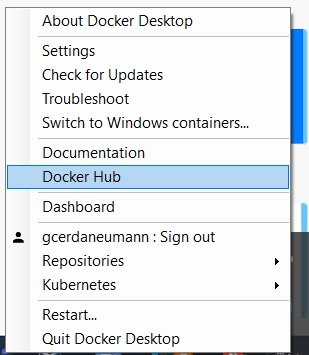 About Docker Desktop
Settings
Check for Updates
Troubleshoot
Switch to Windows containers...
Documentation
Docker Hub
Dashboard
gcerdaneumann : Sign out
Repositories
Kubernetes
Restart...
Quit Docker Desktop